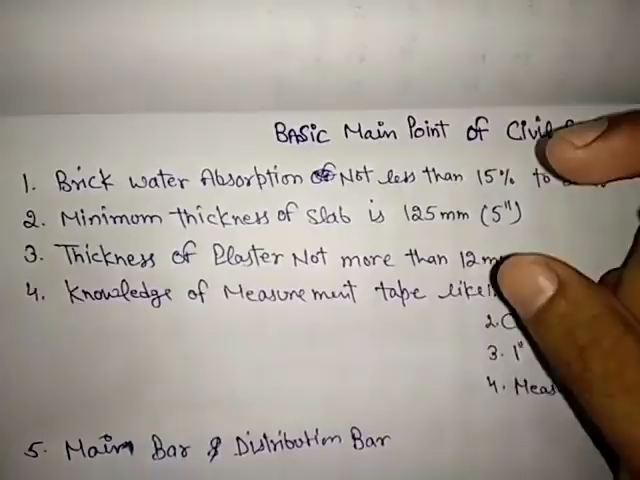 BASIC Main Point of Civil
1. Brick water Absorption Not less than 15% to
2. Minimom thickness of slab is 125mm (5")
3. Thickness of Plaster Not more than 12m
4. Knowledge of Measurement tape like
2.
3. 1"
4. Meas
5. Main Bar & Distribution Bar